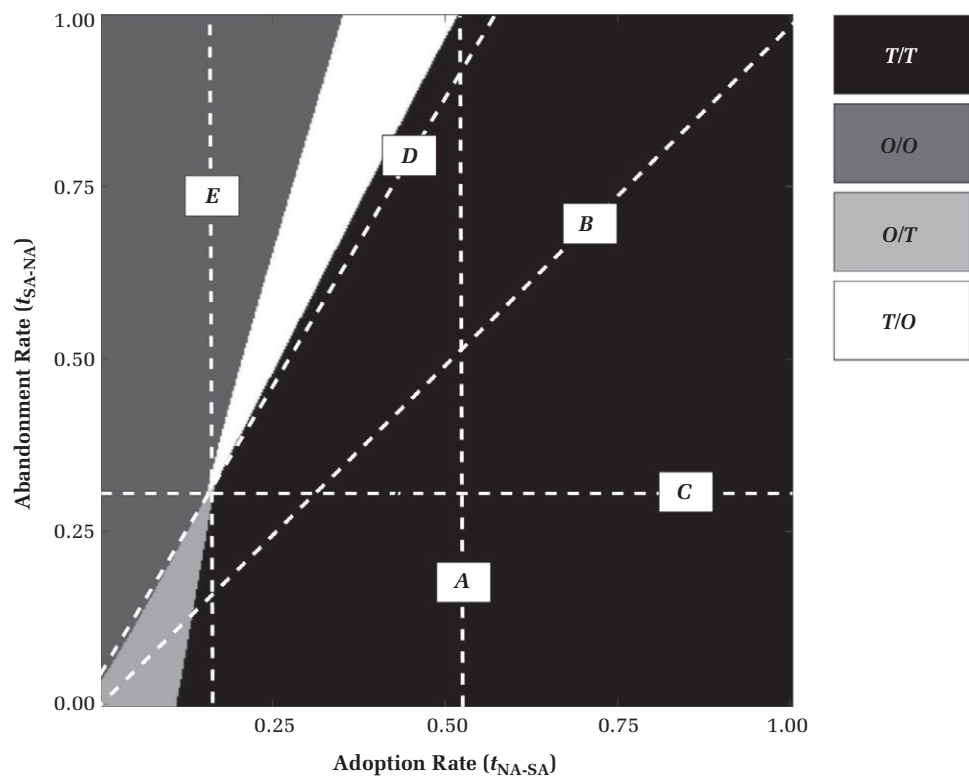 1.00
0.75
0.50
0.25
0.00
0.25
0.50
0.75
1.00
Abandonment Rate (tSA-NA)
Adoption Rate (tNA-SA)
E
D
B
C
A
T/T
O/O
O/T
T/O